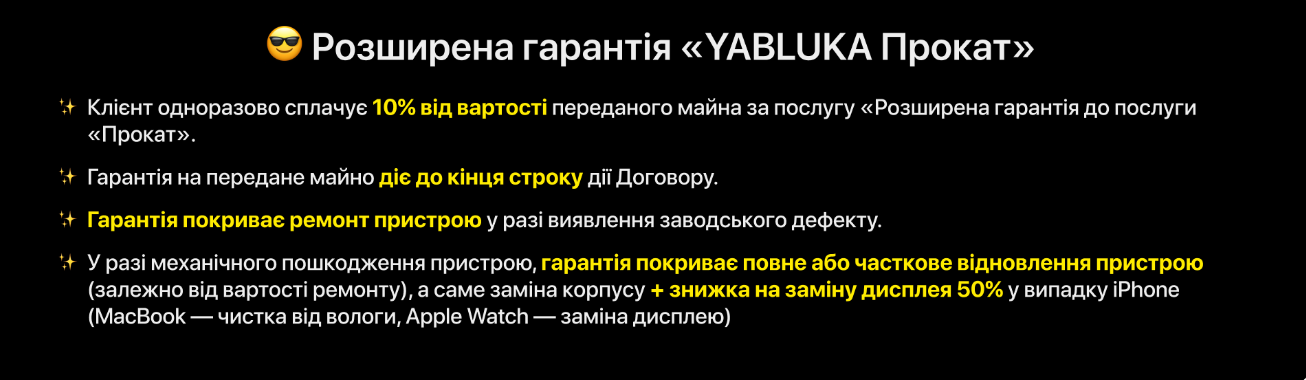 😎 Розширена гарантія «YABLUKA Прокат»
✨ Клієнт одноразово сплачує 10% від вартості переданого майна за послугу «Розширена гарантія до послуги
«Прокат».
✨ Гарантія на передане майно діє до кінця строку дії Договору.
✨ Гарантія покриває ремонт пристрою у разі виявлення заводського дефекту.
✨ У разі механічного пошкодження пристрою, гарантія покриває повне або часткове відновлення пристрою
(залежно від вартості ремонту), а саме заміна корпусу + знижка на заміну дисплея 50% у випадку iPhone
(MacBook — чистка від вологи, Apple Watch — заміна дисплею)